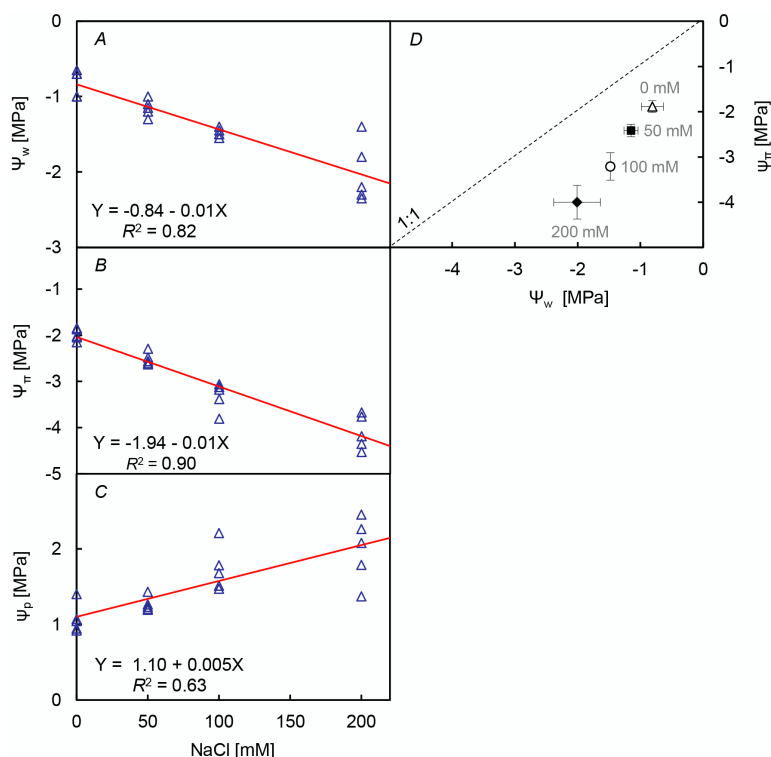 A
0
-1
-2
-3
Ψw [MPa]
Y = -0.84 - 0.01X
R² = 0.82
B
-1
-2
-3
-4
-5
Ψπ [MPa]
Y = -1.94 - 0.01X
R² = 0.90
C
2
1
0
Ψp [MPa]
Y = 1.10 + 0.005X
R² = 0.63
0 50 100 150 200
NaCl [mM]
D
0
-1
-2
-3
-4
Ψπ [MPa]
0 mM
50 mM
100 mM
200 mM
1:1
-4 -3 -2 -1 0
Ψw [MPa]